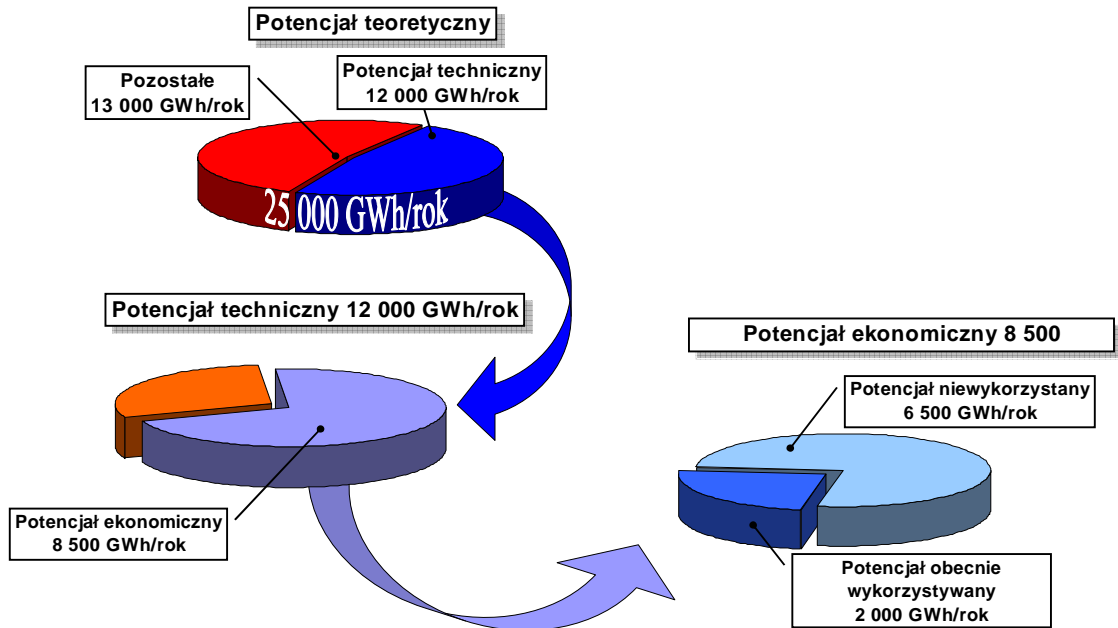 Potencjał teoretyczny
Pozostałe
13 000 GWh/rok
Potencjał techniczny
12 000 GWh/rok
25 000 GWh/rok
Potencjał techniczny 12 000 GWh/rok
Potencjał ekonomiczny
8 500 GWh/rok
Potencjał ekonomiczny 8 500
Potencjał niewykorzystany
6 500 GWh/rok
Potencjał obecnie
wykorzystywany
2 000 GWh/rok